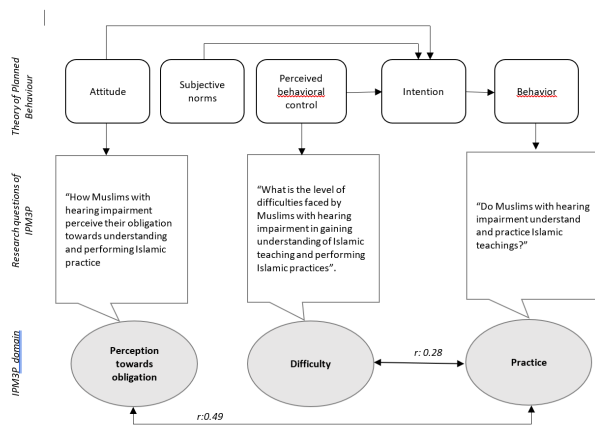 Theory of Planned
Behaviour
Attitude
Subjective
norms
Perceived
behavioral
control
Intention
Behavior
Research questions of
IPM3P
“How Muslims with
hearing impairment
perceive their obligation
towards understanding
and performing Islamic
practice
“What is the level of
difficulties faced by
Muslims with hearing
impairment in gaining
understanding of Islamic
teaching and performing
Islamic practices”.
“Do Muslims with hearing
impairment understand
and practice Islamic
teachings?”
IPM3P domain
Perception
towards
obligation
Difficulty
r: 0.28
Practice
r:0.49